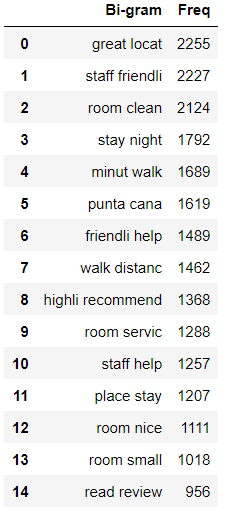 Bi-gram Freq
0 great locat 2255
1 staff friendli 2227
2 room clean 2124
3 stay night 1792
4 minut walk 1689
5 punta cana 1619
6 friendli help 1489
7 walk distanc 1462
8 highli recommend 1368
9 room servic 1288
10 staff help 1257
11 place stay 1207
12 room nice 1111
13 room small 1018
14 read review 956